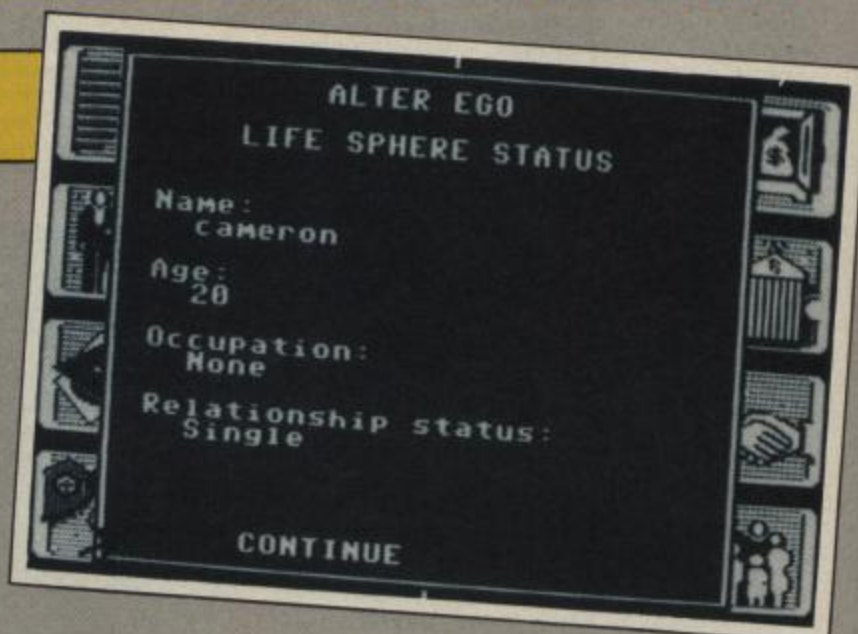 ALTER EGO
LIFE SPHERE STATUS
Name:
cameron
Age:
20
Occupation:
None
Relationship status:
Single
CONTINUE